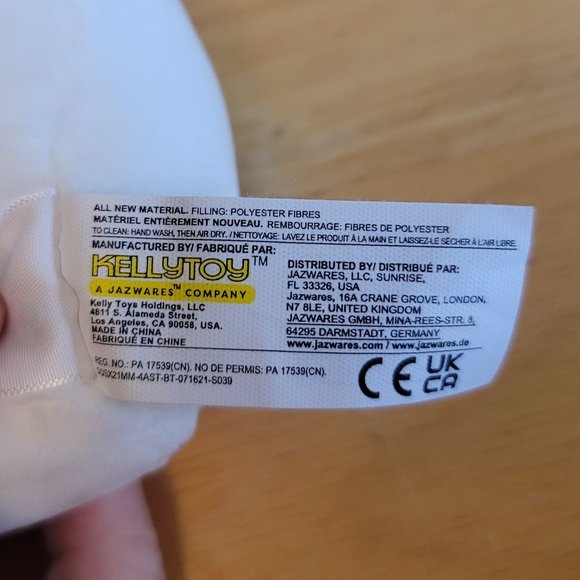 ALL NEW MATERIAL. FILLING: POLYESTER FIBRES
MATÉRIEL ENTIÈREMENT NOUVEAU. REMBOURRAGE: FIBRES DE POLYESTER
TO CLEAN: HAND WASH, THEN AIR DRY. / NETTOYAGE: LAVEZ LE PRODUIT À LA MAIN ET LAISSEZ-LE SÉCHER À L'AIR LIBRE.
MANUFACTURED BY/ FABRIQUÉ PAR:
KELLYTOY™
A JAZWARES™ COMPANY
Kelly Toys Holdings, LLC
4811 S. Alameda Street,
Los Angeles, CA 90058, USA.
MADE IN CHINA
FABRIQUÉ EN CHINE
DISTRIBUTED BY/ DISTRIBUÉ PAR:
JAZWARES, LLC, SUNRISE,
FL 33326, USA
Jazwares, 16A CRANE GROVE, LONDON,
N7 8LE, UNITED KINGDOM
JAZWARES GMBH, MINA-REES-STR. 8,
64295 DARMSTADT, GERMANY
www.jazwares.com / www.jazwares.de
REG. NO.: PA 17539(CN). NO DE PERMIS: PA 17539(CN).
SQSX21MM-4AST-BT-071621-S039
CE
UK
CA